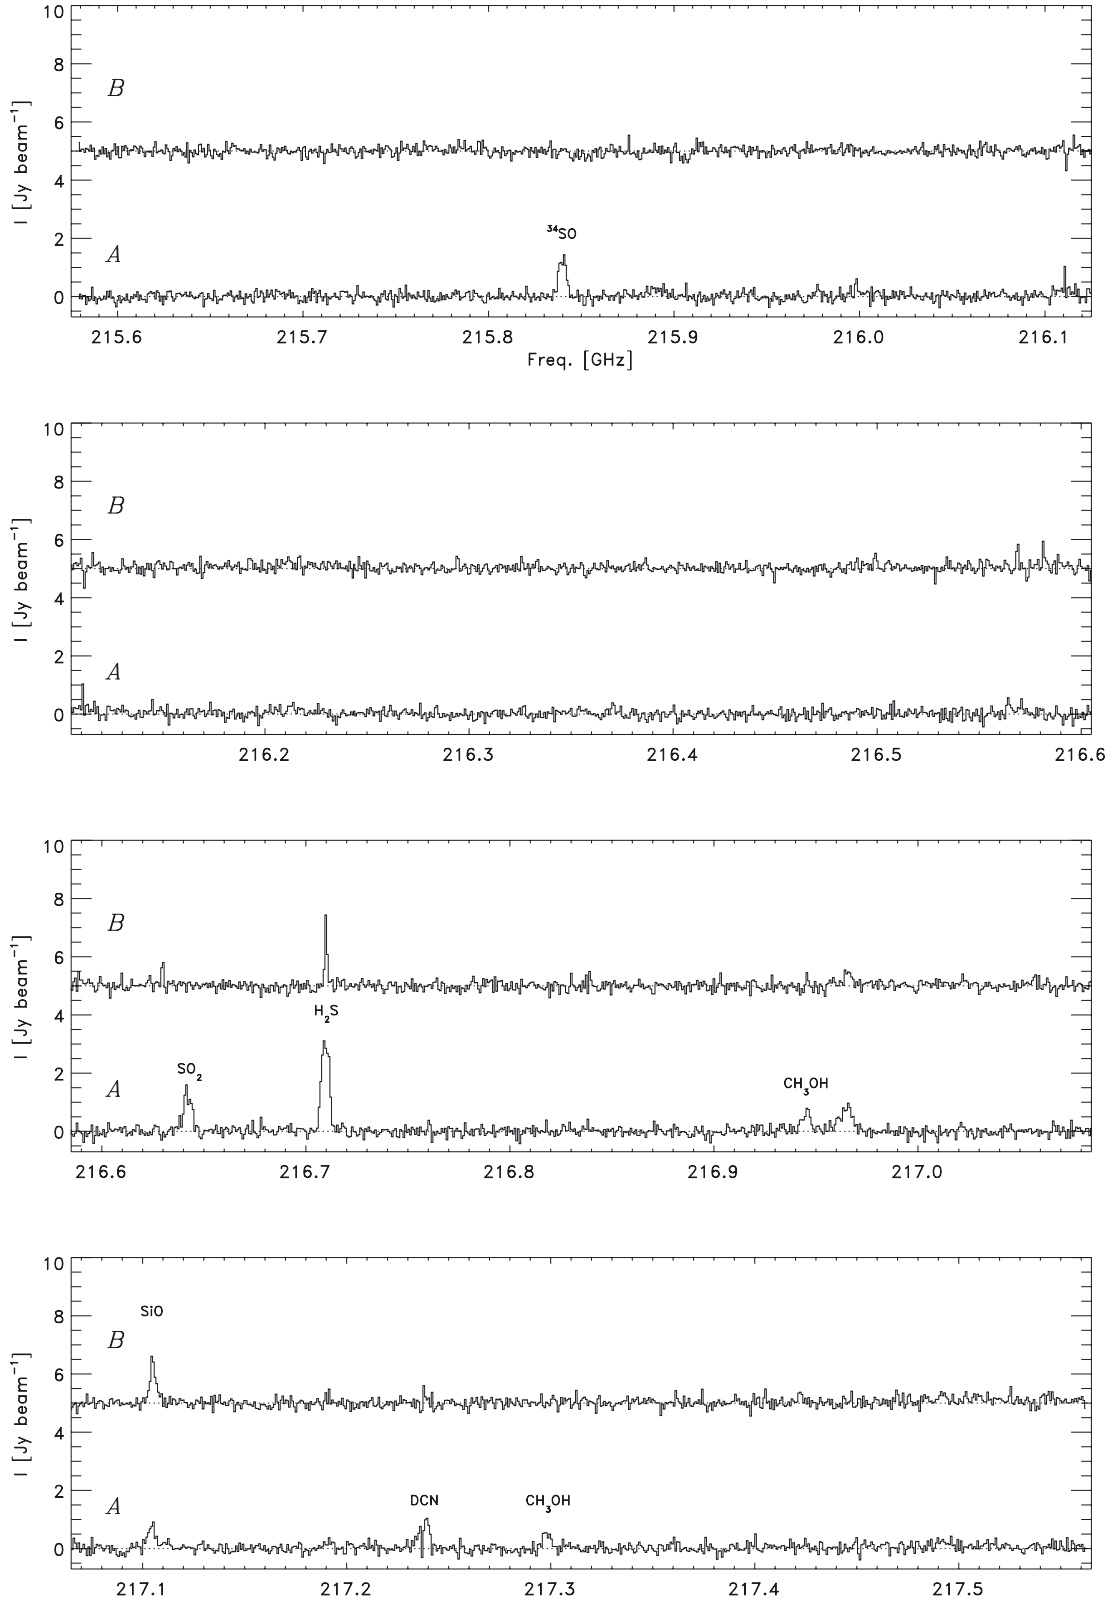 10
8
B
6
I [Jy beam⁻¹]
4
³⁴SO
2
A
0
215.6 215.7 215.8 215.9 216.0 216.1
Freq. [GHz]
10
8
B
6
I [Jy beam⁻¹]
4
2
A
0
216.2 216.3 216.4 216.5 216.6
10
8
B
6
I [Jy beam⁻¹]
4
H₂S
SO₂
2
CH₃OH
A
0
216.6 216.7 216.8 216.9 217.0
10
SiO
8
B
6
I [Jy beam⁻¹]
4
2
DCN CH₃OH
A
0
217.1 217.2 217.3 217.4 217.5